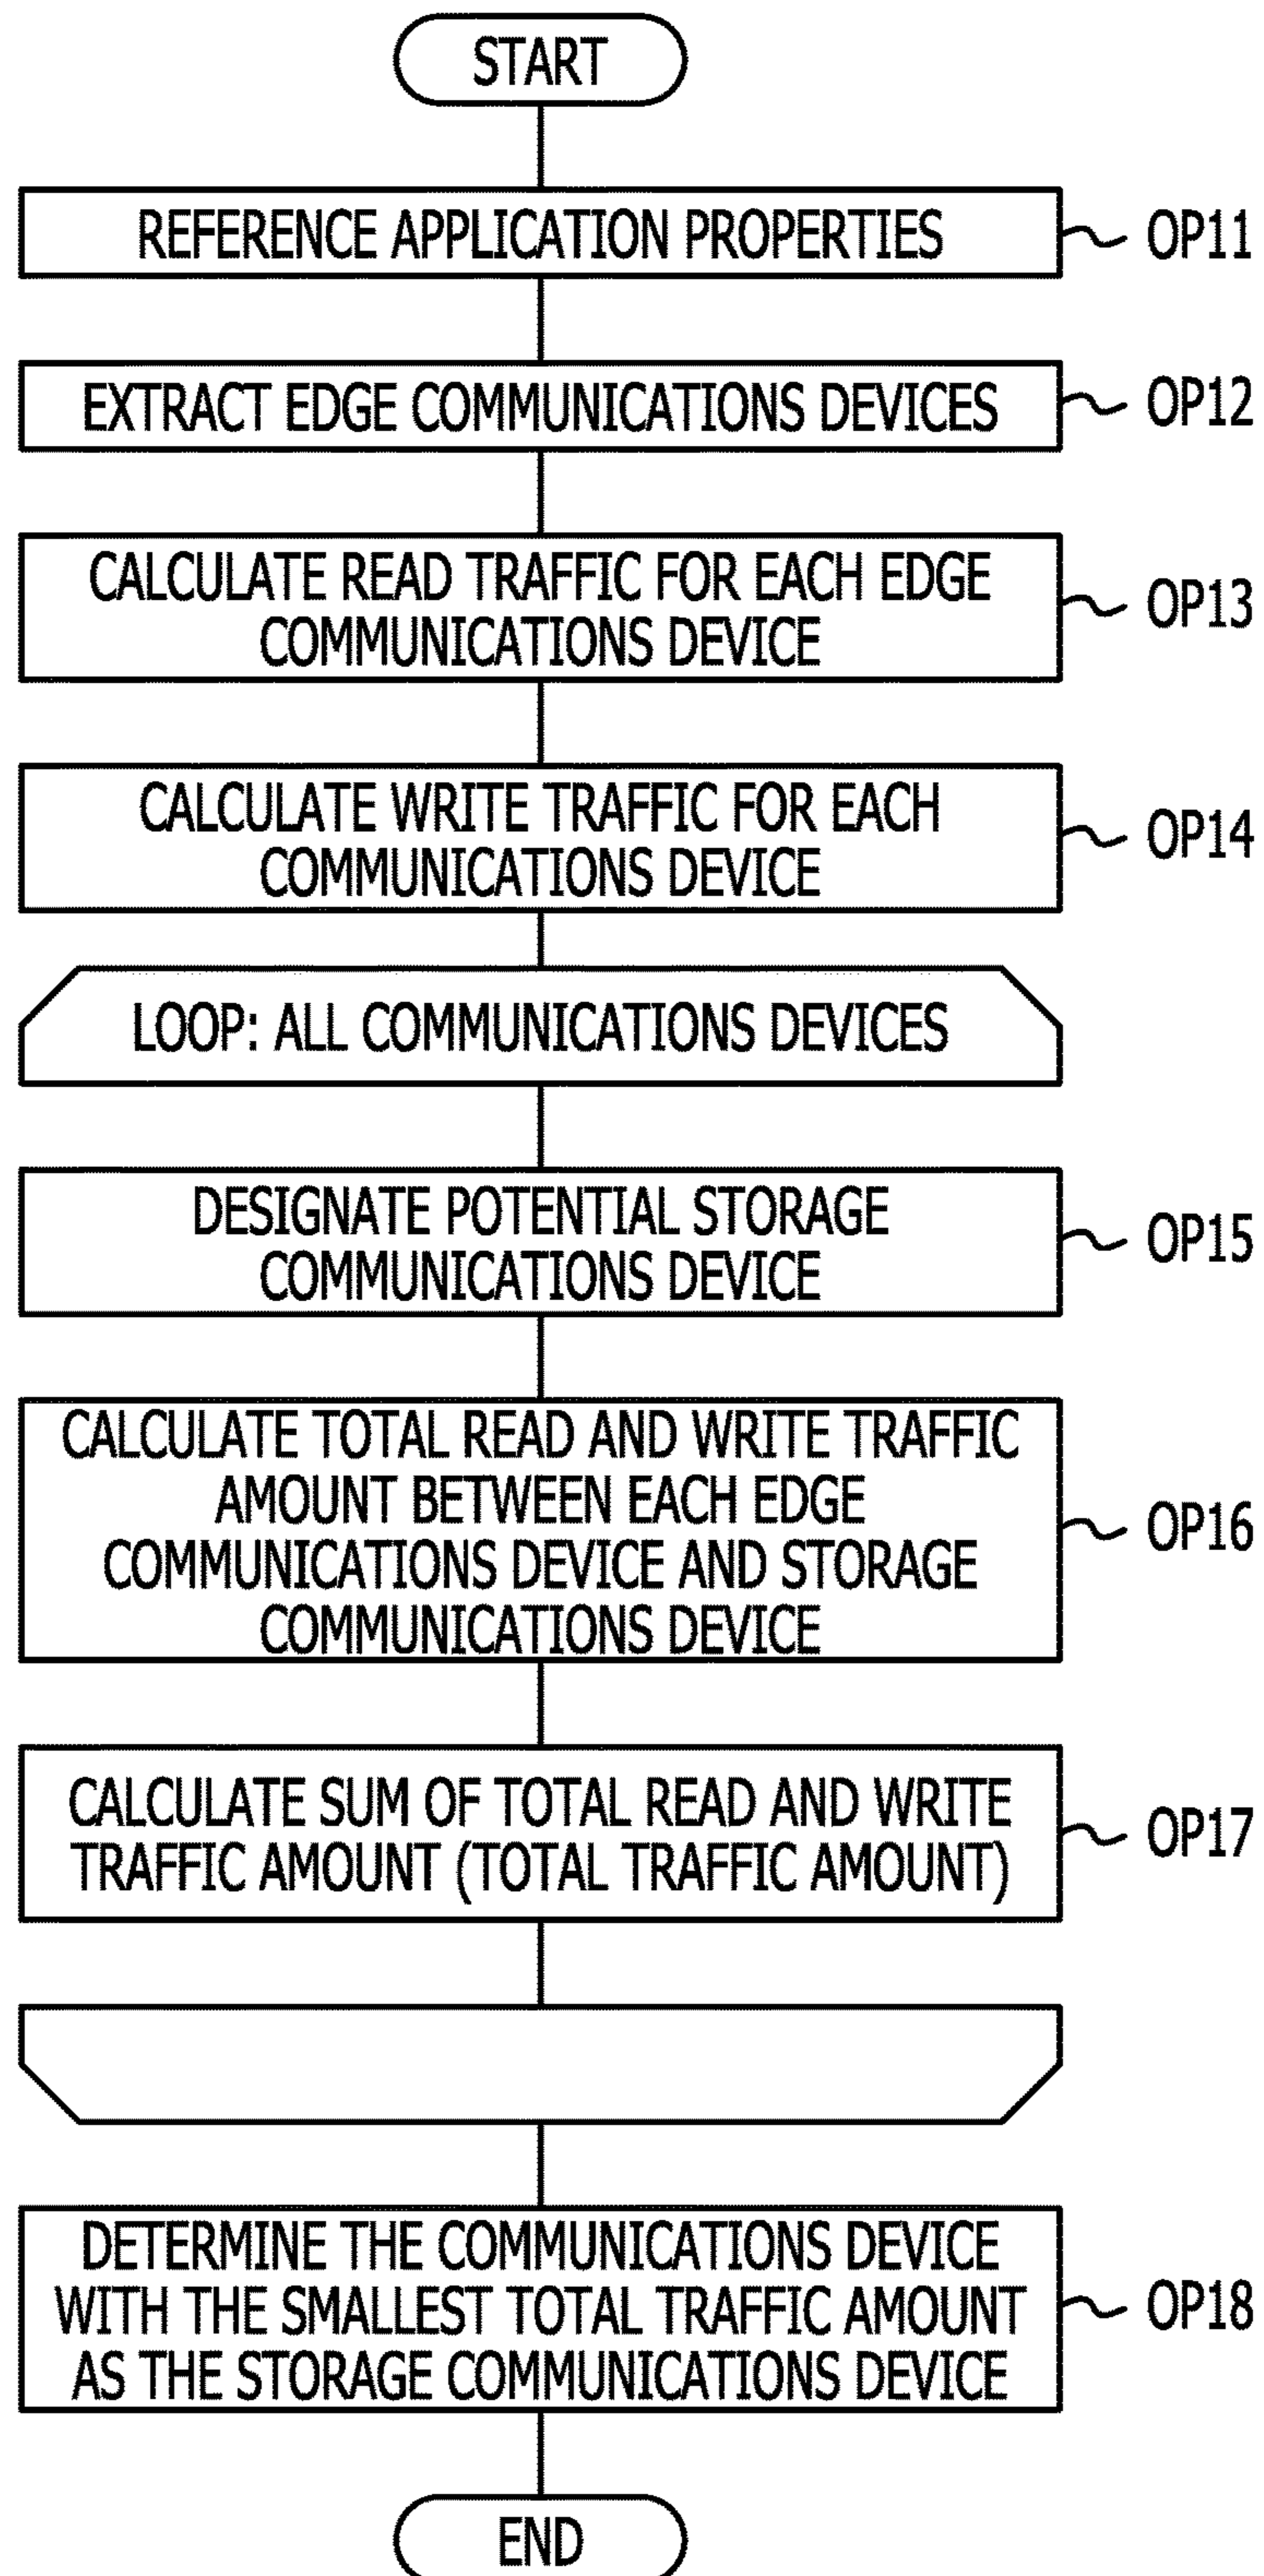 START
REFERENCE APPLICATION PROPERTIES
OP11
EXTRACT EDGE COMMUNICATIONS DEVICES
OP12
CALCULATE READ TRAFFIC FOR EACH EDGE
COMMUNICATIONS DEVICE
OP13
CALCULATE WRITE TRAFFIC FOR EACH
COMMUNICATIONS DEVICE
OP14
LOOP: ALL COMMUNICATIONS DEVICES
DESIGNATE POTENTIAL STORAGE
COMMUNICATIONS DEVICE
OP15
CALCULATE TOTAL READ AND WRITE TRAFFIC
AMOUNT BETWEEN EACH EDGE
COMMUNICATIONS DEVICE AND STORAGE
COMMUNICATIONS DEVICE
OP16
CALCULATE SUM OF TOTAL READ AND WRITE
TRAFFIC AMOUNT (TOTAL TRAFFIC AMOUNT)
OP17
DETERMINE THE COMMUNICATIONS DEVICE
WITH THE SMALLEST TOTAL TRAFFIC AMOUNT
AS THE STORAGE COMMUNICATIONS DEVICE
OP18
END